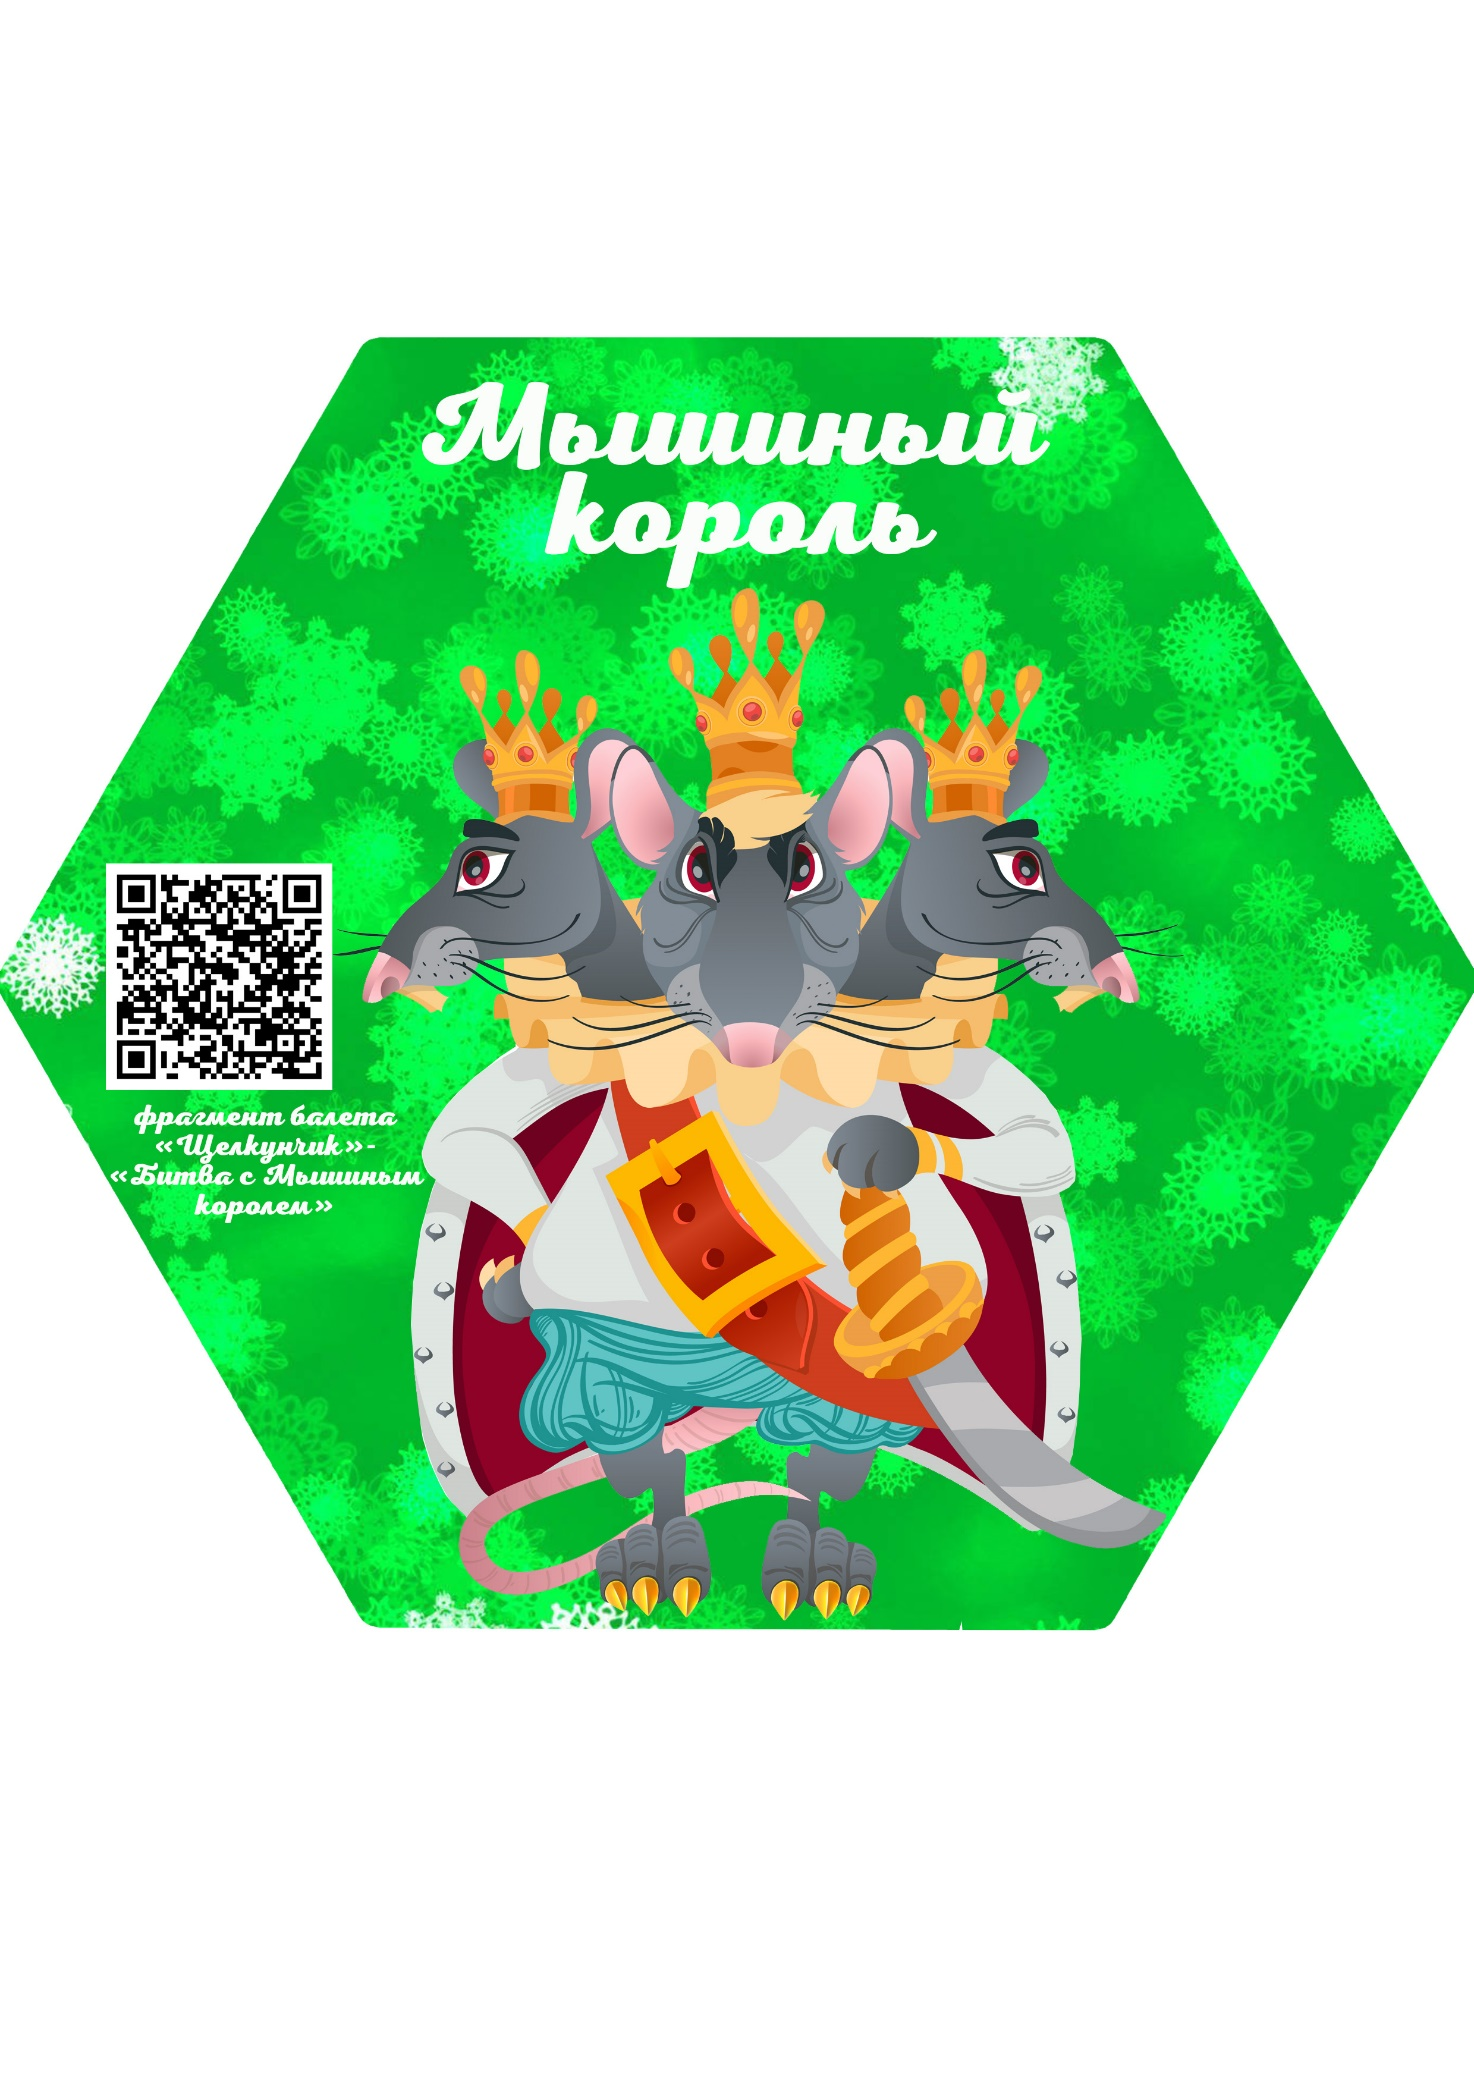 Мышиный
король
фрагмент балета
«Щелкунчик»-
«Битва с Мышиным
королем»